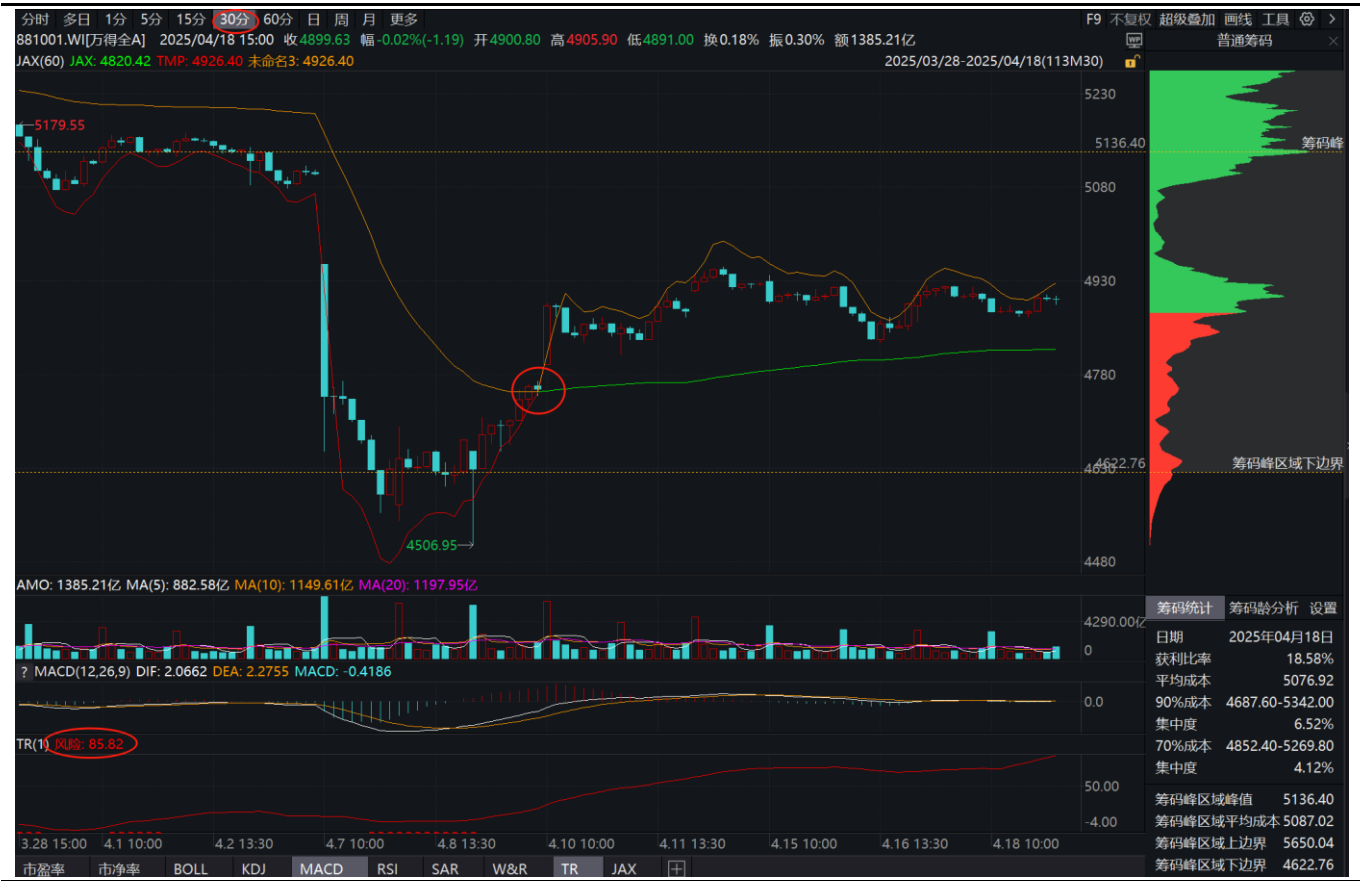 分时 多日 1分 5分 15分 30分 60分 日 周 月 更多 F9 不复权 超级叠加 画线 工具
881001.WI[万得全A] 2025/04/18 15:00 收4899.63 幅-0.02%(-1.19) 开4900.80 高4905.90 低4891.00 换0.18% 振0.30% 额1385.21亿
普通筹码
JAX(60) JAX: 4820.42 TMP: 4926.40 未命名3: 4926.40 2025/03/28-2025/04/18(113M30)
5230
5179.55
5136.40
筹码峰
5080
4930
4780
4622.76
筹码峰区域下边界
4506.95
4480
AMO: 1385.21亿 MA(5): 882.58亿 MA(10): 1149.61亿 MA(20): 1197.95亿
4290.00亿
0
? MACD(12,26,9) DIF: 2.0662 DEA: 2.2755 MACD: -0.4186
0.0
TR(1) 风险: 85.82
50.00
-4.00
3.28 15:00 4.1 10:00 4.2 13:30 4.7 10:00 4.8 13:30 4.10 10:00 4.11 13:30 4.15 10:00 4.16 13:30 4.18 10:00
市盈率 市净率 BOLL KDJ MACD RSI SAR W&R TR JAX
筹码统计 筹码龄分析 设置
日期 2025年04月18日
获利比率 18.58%
平均成本 5076.92
90%成本 4687.60-5342.00
集中度 6.52%
70%成本 4852.40-5269.80
集中度 4.12%
筹码峰区域峰值 5136.40
筹码峰区域平均成本 5087.02
筹码峰区域上边界 5650.04
筹码峰区域下边界 4622.76